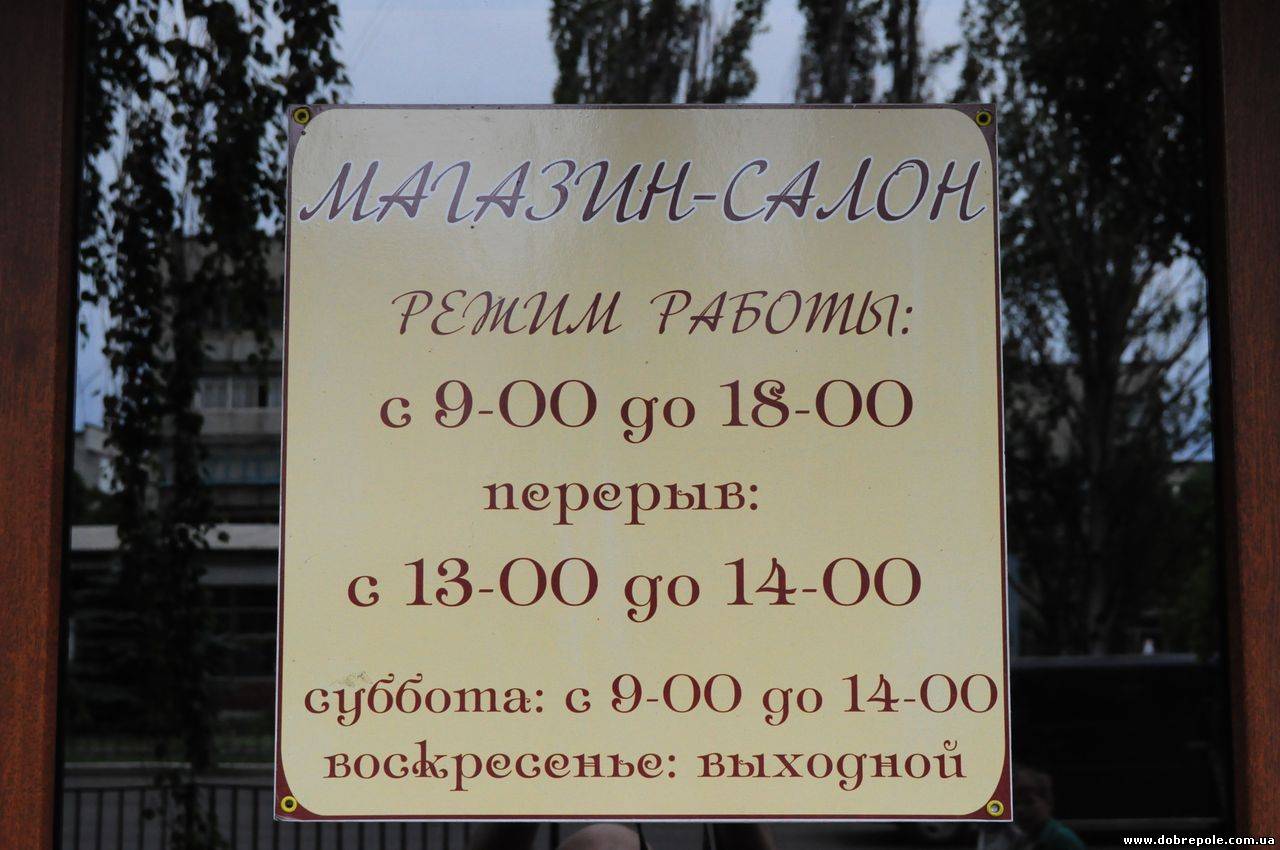 МАГАЗИН-САЛОН
РЕЖИМ РАБОТЫ:
с 9-00 до 18-00
перерыв:
с 13-00 до 14-00
суббота: с 9-00 до 14-00
воскресенье: выходной
www.dobrepole.com.ua